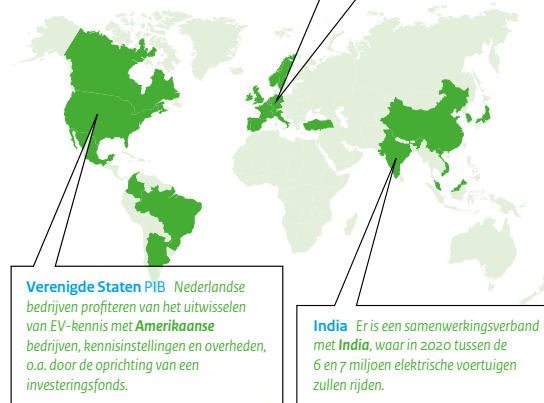 Verenigde Staten PIB Nederlandse
bedrijven profiteren van het uitwisselen
van EV-kennis met Amerikaanse
bedrijven, kennisinstellingen en overheden,
o.a. door de oprichting van een
investeringsfonds.
India Er is een samenwerkingsverband
met India, waar in 2020 tussen de
6 en 7 miljoen elektrische voertuigen
zullen rijden.